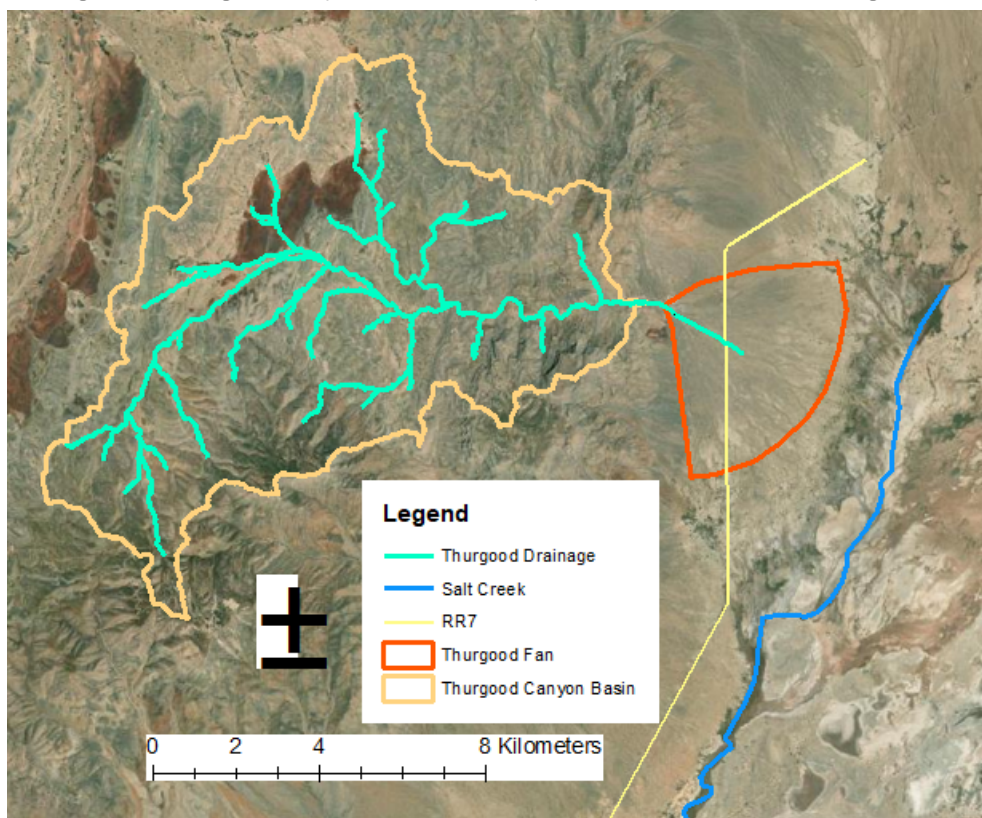 Legend
Thurgood Drainage
Salt Creek
RR7
Thurgood Fan
Thurgood Canyon Basin
0 2 4 8 Kilometers